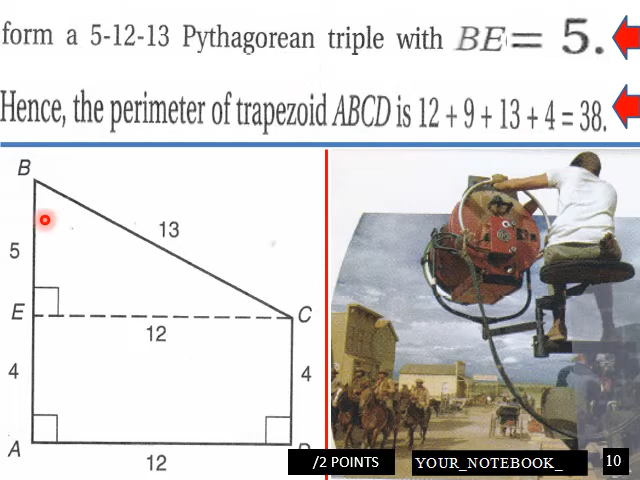 form a 5-12-13 Pythagorean triple with BE = 5.
Hence, the perimeter of trapezoid ABCD is 12 + 9 + 13 + 4 = 38.
B
13
5
E
C
12
4
4
A
12
/2 POINTS
YOUR_NOTEBOOK_
10